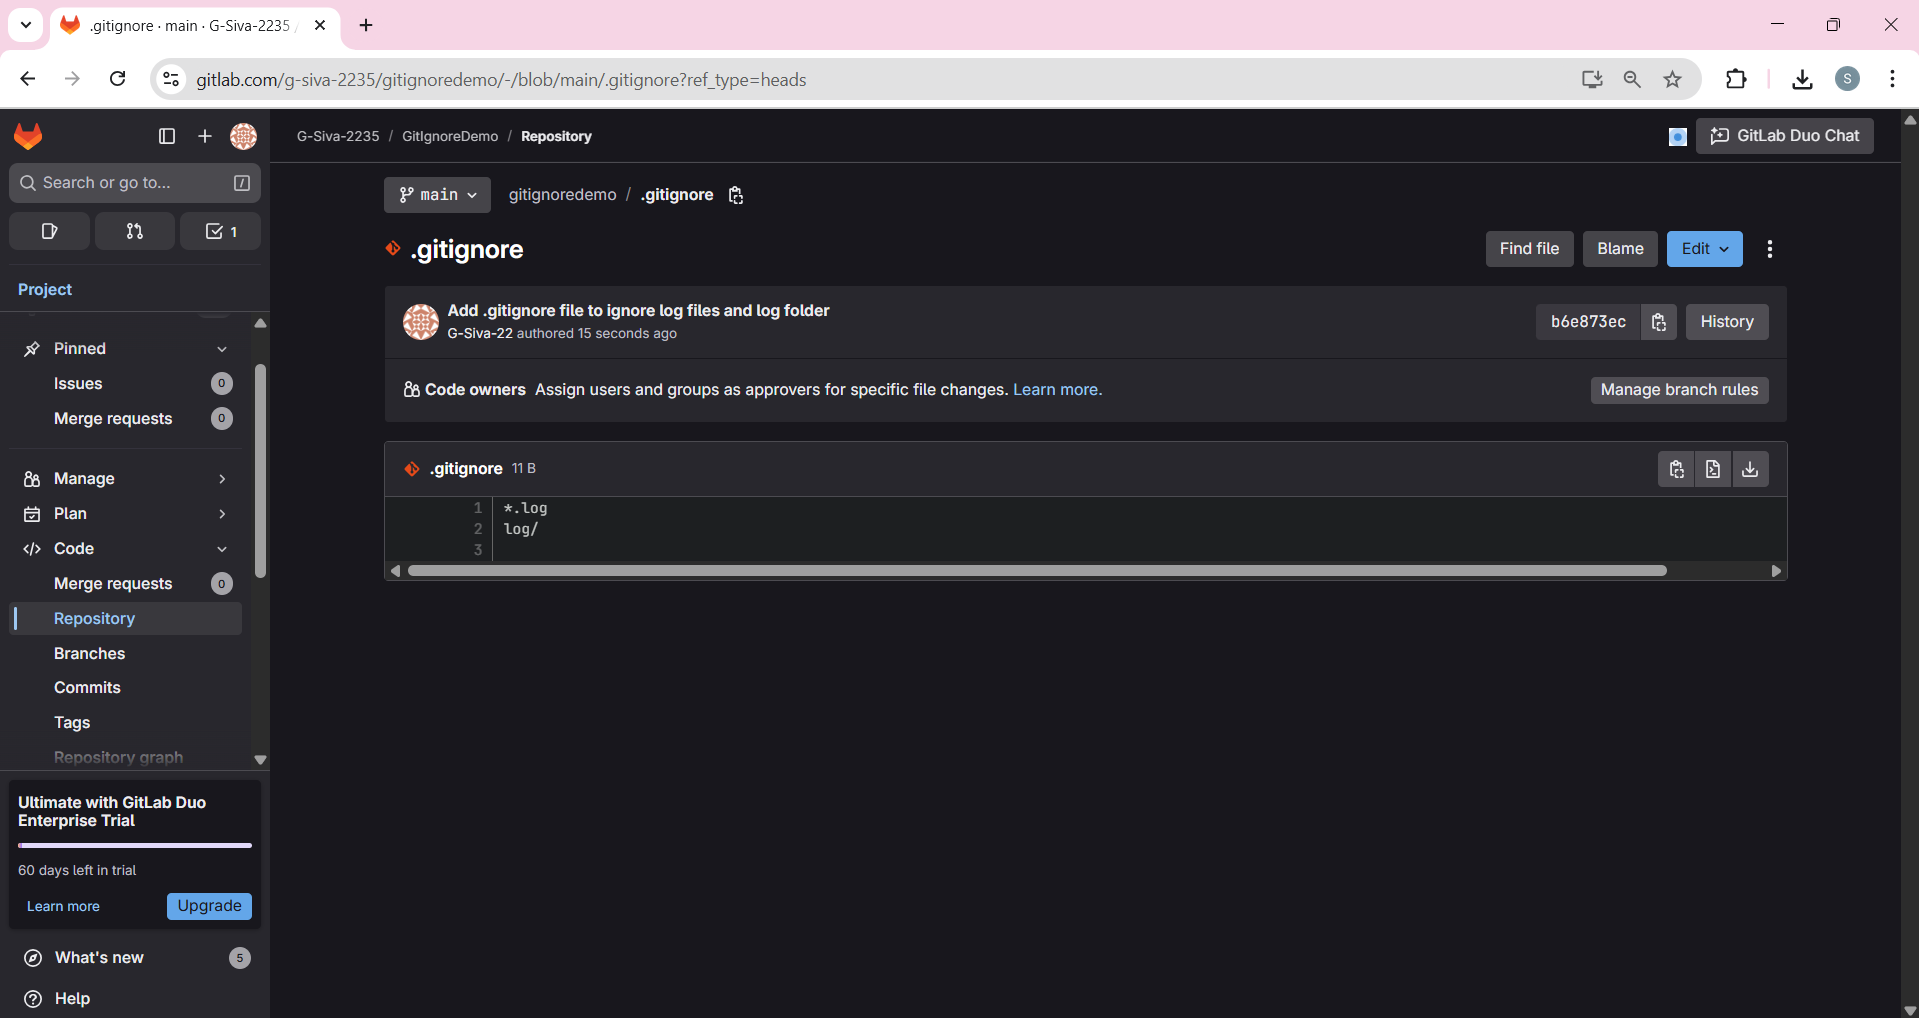 .gitignore · main · G-Siva-2235 /
gitlab.com/g-siva-2235/gitignoredemo/-/blob/main/.gitignore?ref_type=heads
S
G-Siva-2235 / GitIgnoreDemo / Repository
GitLab Duo Chat
Search or go to... /
1
main
gitignoredemo / .gitignore
.gitignore
Find file
Blame
Edit
Project
Add .gitignore file to ignore log files and log folder
G-Siva-22 authored 15 seconds ago
b6e873ec
History
Code owners Assign users and groups as approvers for specific file changes. Learn more.
Manage branch rules
.gitignore 11 B
1 *.log
2 log/
3
Pinned
Issues 0
Merge requests 0
Manage
Plan
Code
Merge requests 0
Repository
Branches
Commits
Tags
Repository graph
Ultimate with GitLab Duo
Enterprise Trial
60 days left in trial
Learn more
Upgrade
What's new 5
Help